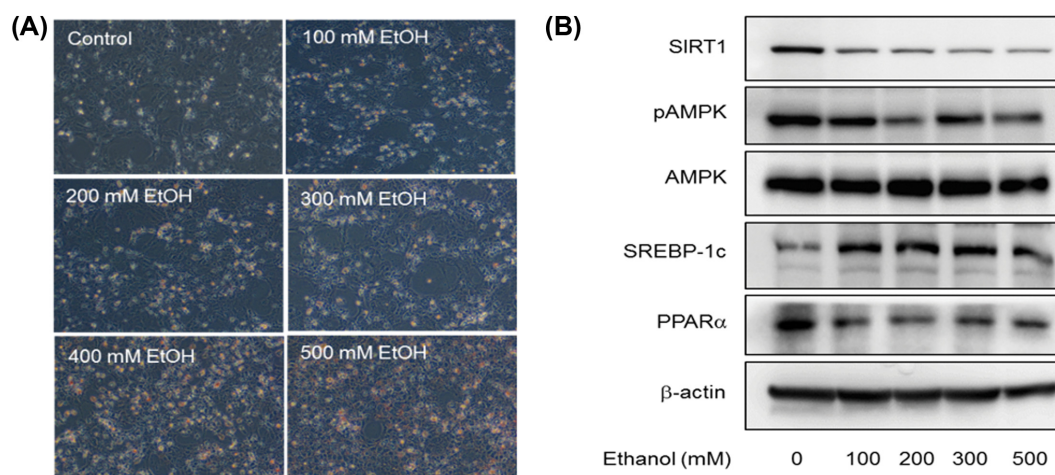 (A)
Control
100 mM EtOH
200 mM EtOH
300 mM EtOH
400 mM EtOH
500 mM EtOH
(B)
SIRT1
pAMPK
AMPK
SREBP-1c
PPARα
β-actin
Ethanol (mM) 0 100 200 300 500